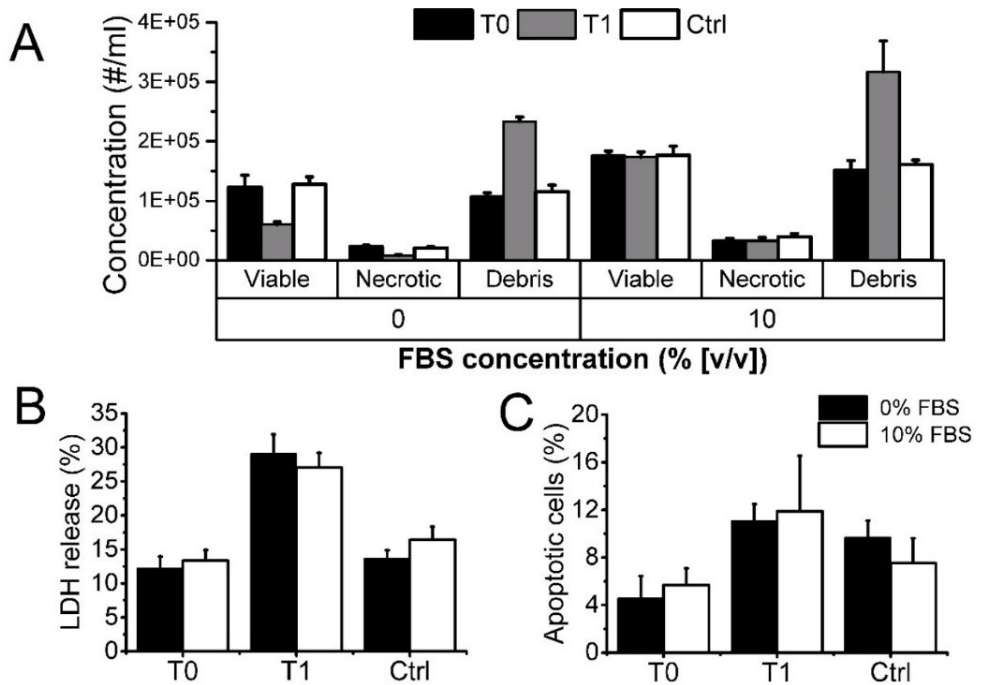 A
T0 T1 Ctrl
Concentration (#/ml)
4E+05
3E+05
2E+05
1E+05
0E+00
Viable Necrotic Debris Viable Necrotic Debris
0 10
FBS concentration (% [v/v])
B
LDH release (%)
35
30
25
20
15
10
5
0
T0 T1 Ctrl
C
0% FBS
10% FBS
Apoptotic cells (%)
20
16
12
8
4
0
T0 T1 Ctrl